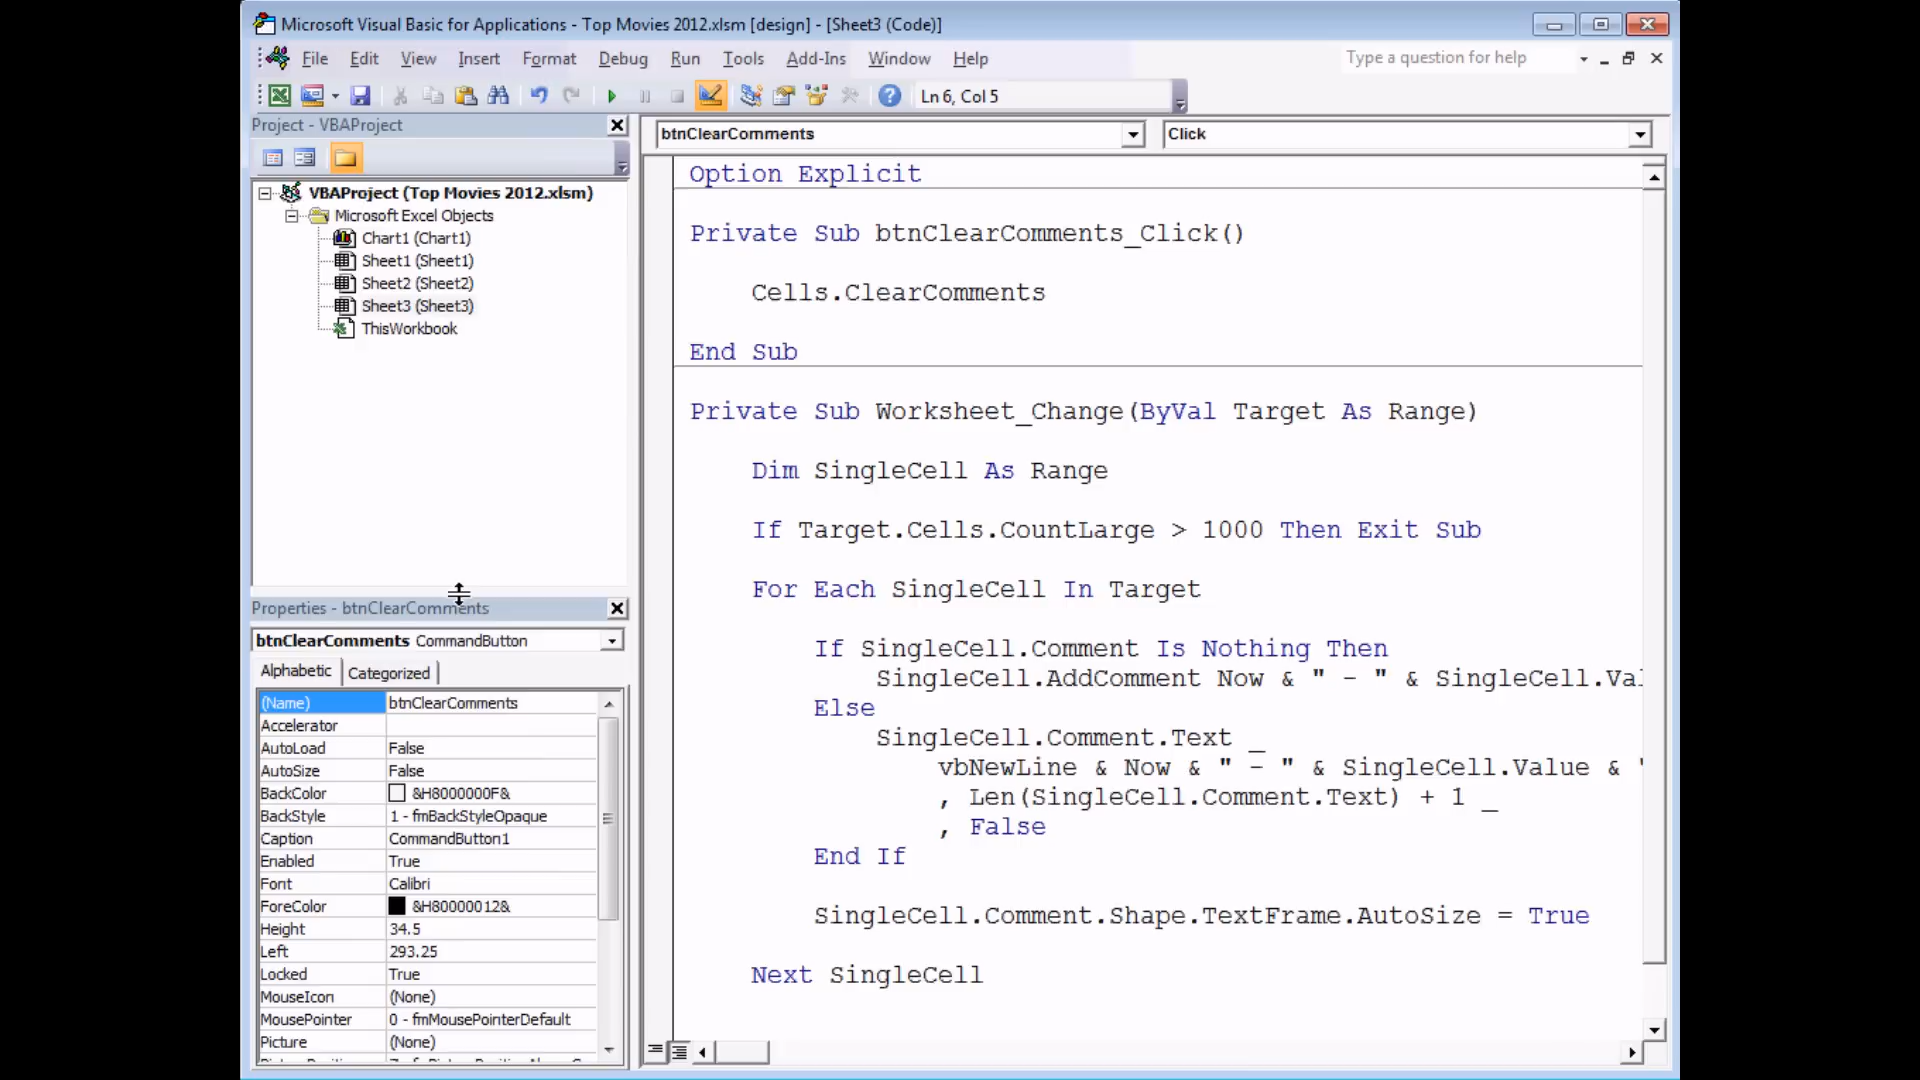 Microsoft Visual Basic for Applications - Top Movies 2012.xlsm [design] - [Sheet3 (Code)]
File Edit View Insert Format Debug Run Tools Add-Ins Window Help
Type a question for help
Ln 6, Col 5
Project - VBAProject
VBAProject (Top Movies 2012.xlsm)
Microsoft Excel Objects
Chart1 (Chart1)
Sheet1 (Sheet1)
Sheet2 (Sheet2)
Sheet3 (Sheet3)
ThisWorkbook
Properties - btnClearComments
btnClearComments CommandButton
Alphabetic Categorized
(Name) btnClearComments
Accelerator
AutoLoad False
AutoSize False
BackColor &H8000000F&
BackStyle 1 - fmBackStyleOpaque
Caption CommandButton1
Enabled True
Font Calibri
ForeColor &H80000012&
Height 34.5
Left 293.25
Locked True
MouseIcon (None)
MousePointer 0 - fmMousePointerDefault
Picture (None)
btnClearComments Click
Option Explicit
Private Sub btnClearComments_Click()
Cells.ClearComments
End Sub
Private Sub Worksheet_Change(ByVal Target As Range)
Dim SingleCell As Range
If Target.Cells.CountLarge > 1000 Then Exit Sub
For Each SingleCell In Target
If SingleCell.Comment Is Nothing Then
SingleCell.AddComment Now & " - " & SingleCell.Val
Else
SingleCell.Comment.Text _
vbNewLine & Now & " - " & SingleCell.Value & "
, Len(SingleCell.Comment.Text) + 1 _
, False
End If
SingleCell.Comment.Shape.TextFrame.AutoSize = True
Next SingleCell